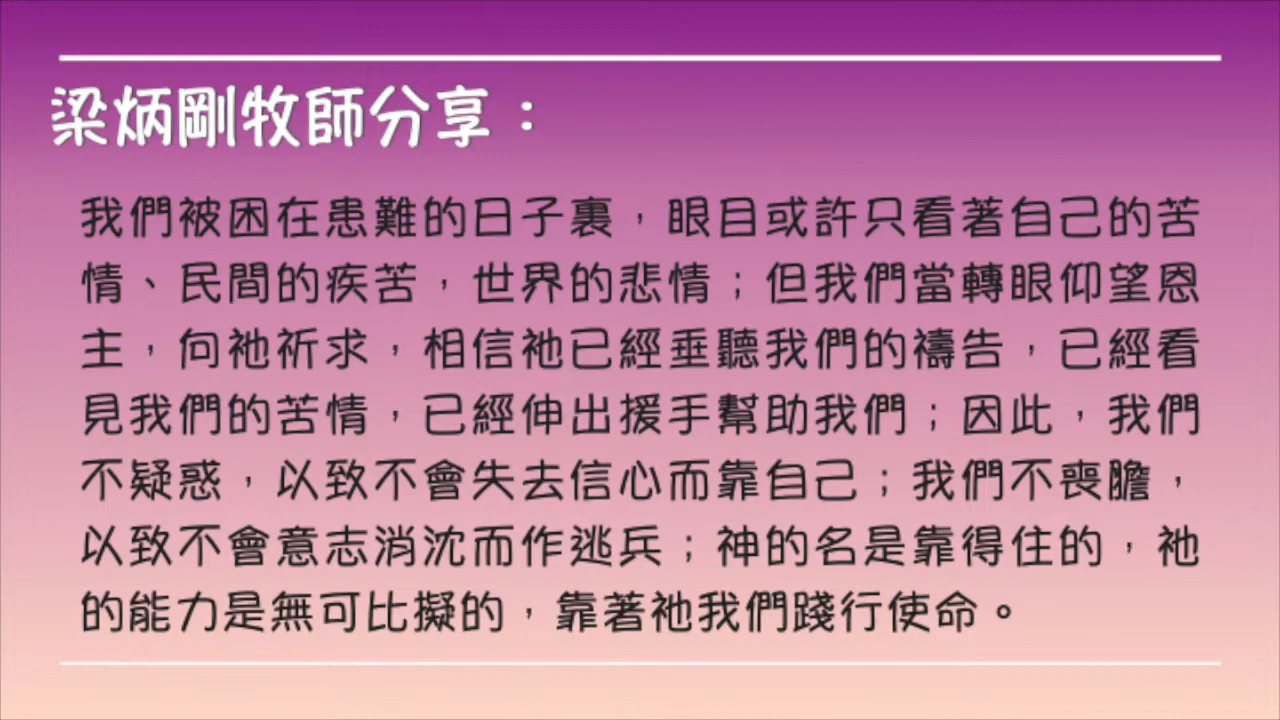 梁炳剛牧師分享：
我們被困在患難的日子裏，眼目或許只看著自己的苦
情、民間的疾苦，世界的悲情；但我們當轉眼仰望恩
主，向祂祈求，相信祂已經垂聽我們的禱告，已經看
見我們的苦情，已經伸出援手幫助我們；因此，我們
不疑惑，以致不會失去信心而靠自己；我們不喪膽，
以致不會意志消沈而作逃兵；神的名是靠得住的，祂
的能力是無可比擬的，靠著祂我們踐行使命。